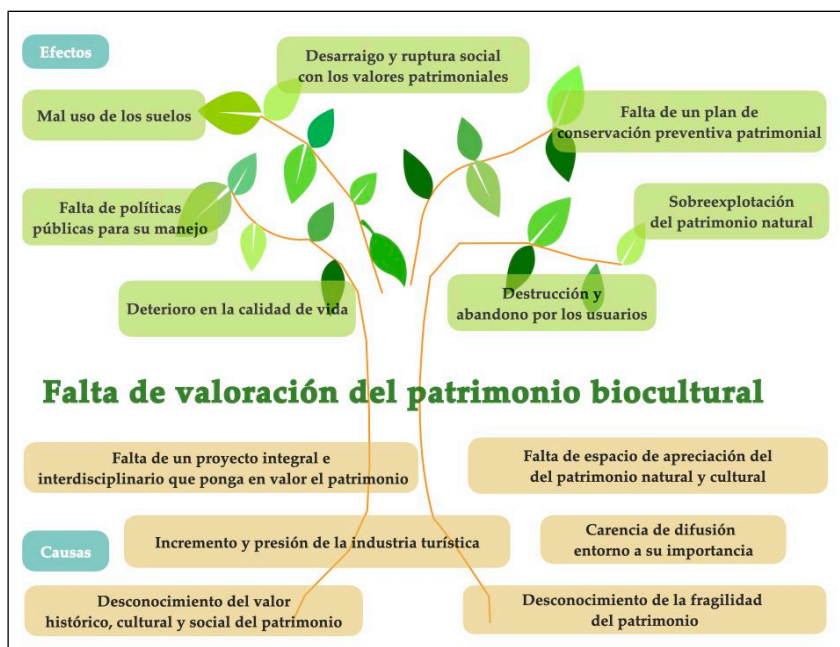 Efectos
Desarraigo y ruptura social
con los valores patrimoniales
Mal uso de los suelos
Falta de un plan de
conservación preventiva patrimonial
Falta de políticas
públicas para su manejo
Sobreexplotación
del patrimonio natural
Deterioro en la calidad de vida
Destrucción y
abandono por los usuarios
Falta de valoración del patrimonio biocultural
Falta de un proyecto integral e
interdisciplinario que ponga en valor el patrimonio
Falta de espacio de apreciación del
del patrimonio natural y cultural
Causas
Incremento y presión de la industria turística
Carencia de difusión
entorno a su importancia
Desconocimiento del valor
histórico, cultural y social del patrimonio
Desconocimiento de la fragilidad
del patrimonio